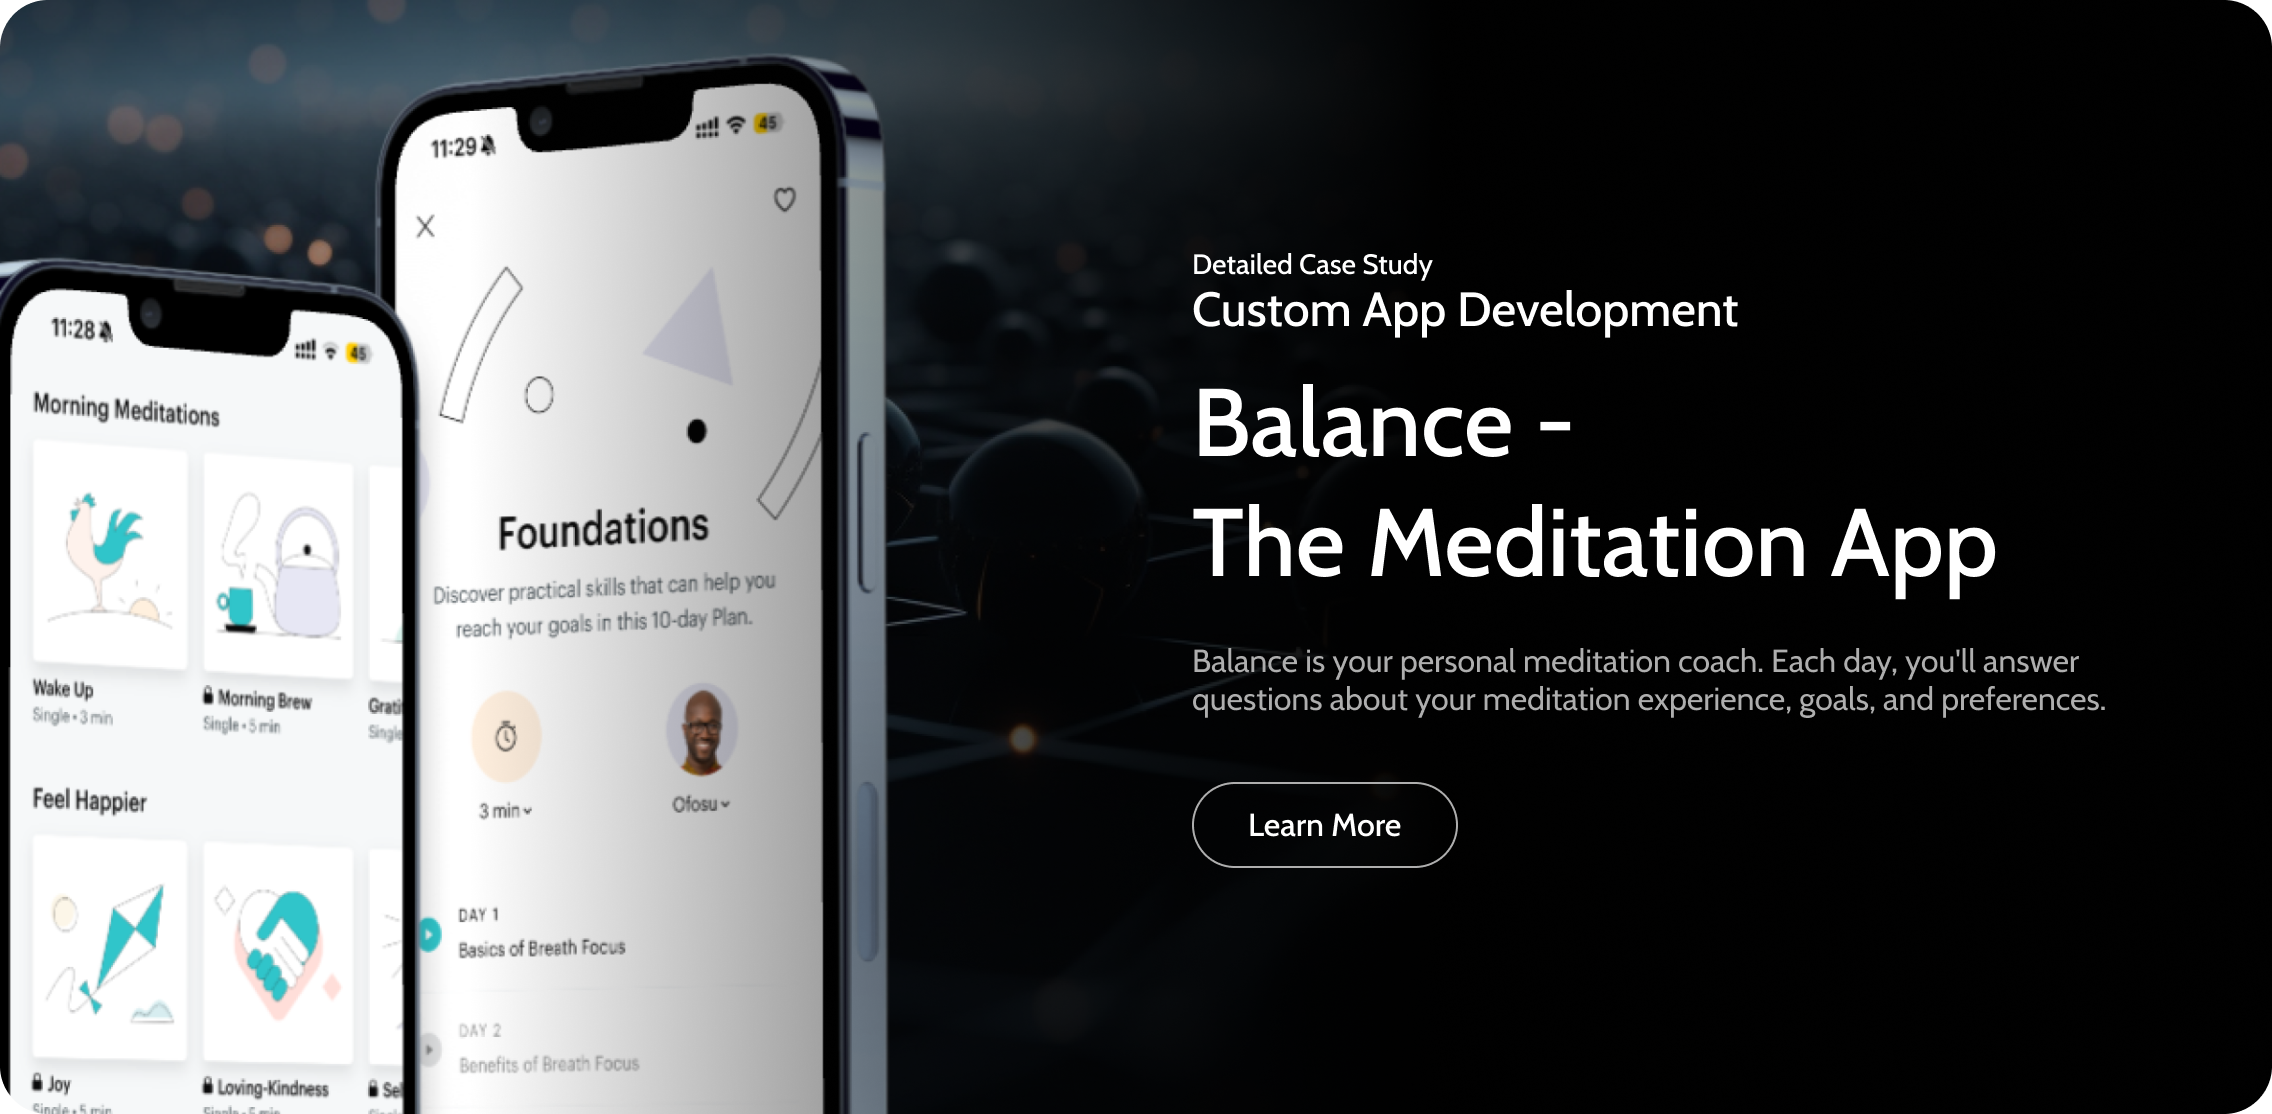 11:28
45
Morning Meditations
Wake Up
Single • 3 min
Morning Brew
Single • 5 min
Feel Happier
Joy
Single • 5 min
Loving-Kindness
Single • 5 min
11:29
45
Foundations
Discover practical skills that can help you
reach your goals in this 10-day Plan.
3 min
Ofosu
DAY 1
Basics of Breath Focus
DAY 2
Benefits of Breath Focus
Detailed Case Study
Custom App Development
Balance -
The Meditation App
Balance is your personal meditation coach. Each day, you'll answer
questions about your meditation experience, goals, and preferences.
Learn More